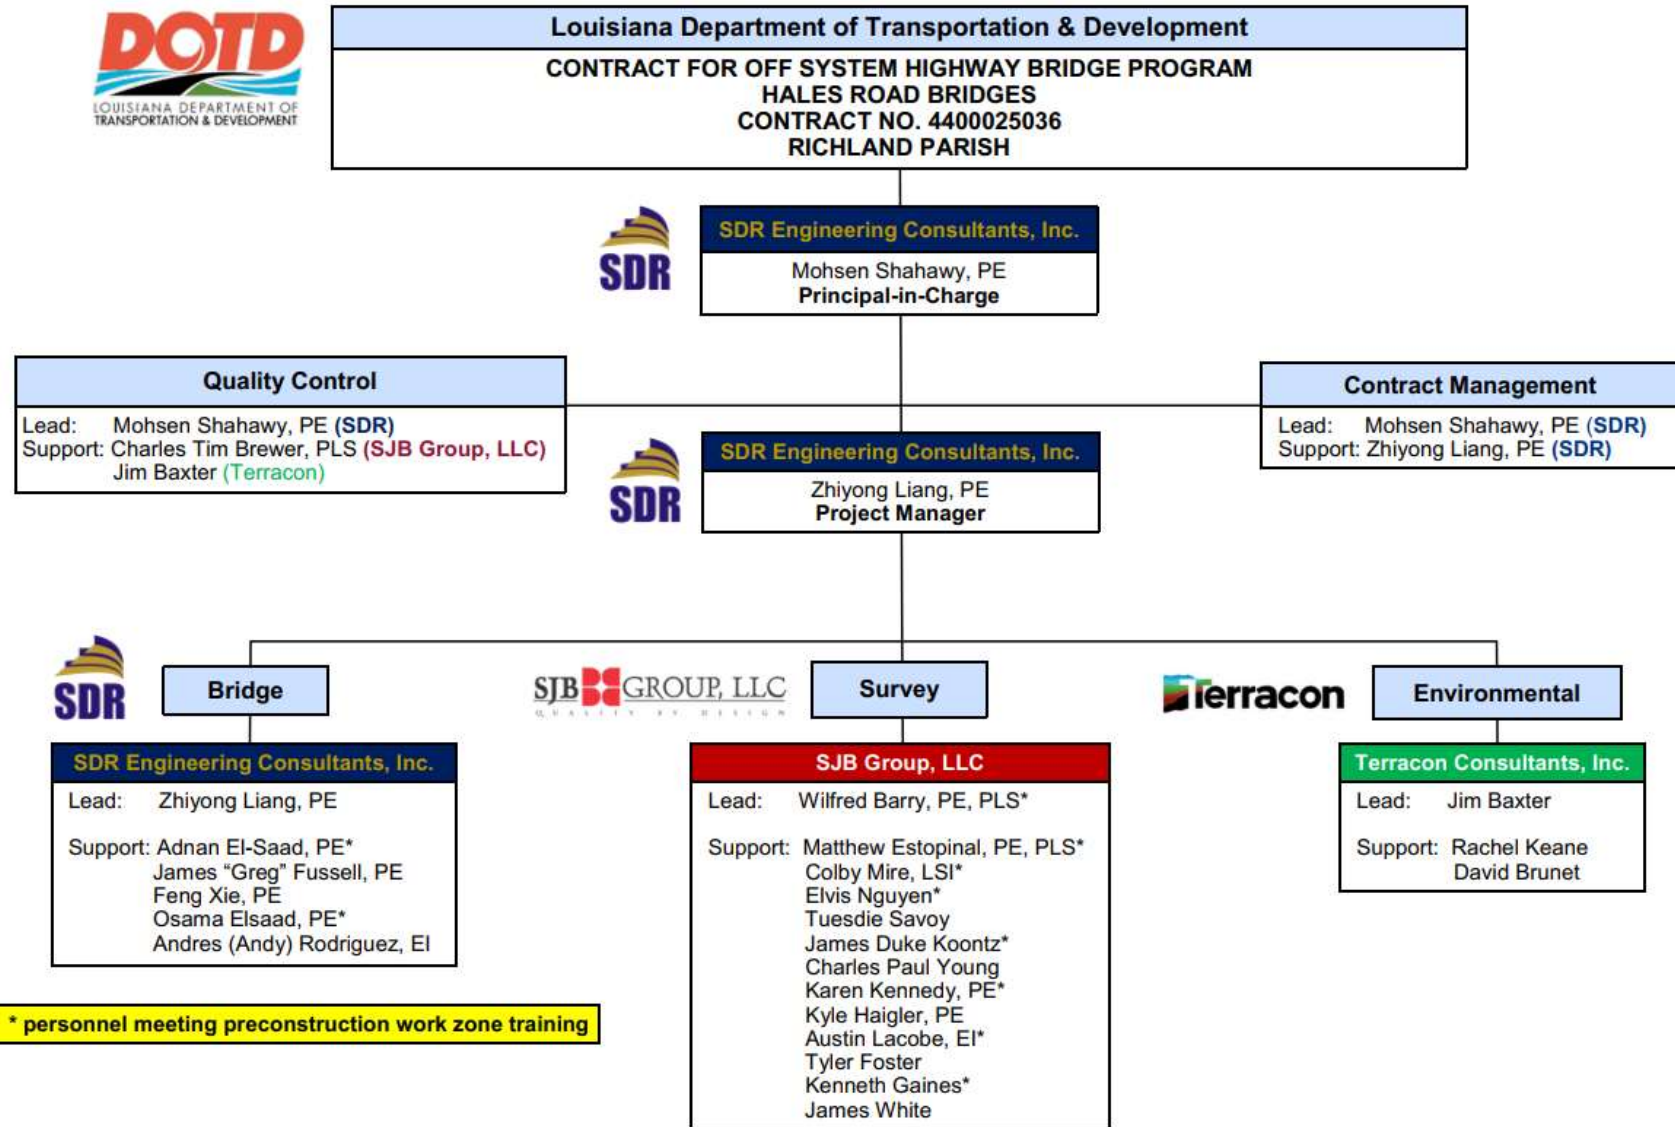 DOTD
LOUISIANA DEPARTMENT OF
TRANSPORTATION & DEVELOPMENT
Louisiana Department of Transportation & Development
CONTRACT FOR OFF SYSTEM HIGHWAY BRIDGE PROGRAM
HALES ROAD BRIDGES
CONTRACT NO. 4400025036
RICHLAND PARISH
SDR
SDR Engineering Consultants, Inc.
Mohsen Shahawy, PE
Principal-in-Charge
Quality Control
Lead: Mohsen Shahawy, PE (SDR)
Support: Charles Tim Brewer, PLS (SJB Group, LLC)
Jim Baxter (Terracon)
Contract Management
Lead: Mohsen Shahawy, PE (SDR)
Support: Zhiyong Liang, PE (SDR)
SDR
SDR Engineering Consultants, Inc.
Zhiyong Liang, PE
Project Manager
SDR
Bridge
SDR Engineering Consultants, Inc.
Lead: Zhiyong Liang, PE
Support: Adnan El-Saad, PE*
James “Greg” Fussell, PE
Feng Xie, PE
Osama Elsaad, PE*
Andres (Andy) Rodriguez, EI
* personnel meeting preconstruction work zone training
SJB GROUP, LLC
QUALITY BY DESIGN
Survey
SJB Group, LLC
Lead: Wilfred Barry, PE, PLS*
Support: Matthew Estopinal, PE, PLS*
Colby Mire, LSI*
Elvis Nguyen*
Tuesdie Savoy
James Duke Koontz*
Charles Paul Young
Karen Kennedy, PE*
Kyle Haigler, PE
Austin Lacobe, EI*
Tyler Foster
Kenneth Gaines*
James White
Terracon
Environmental
Terracon Consultants, Inc.
Lead: Jim Baxter
Support: Rachel Keane
David Brunet